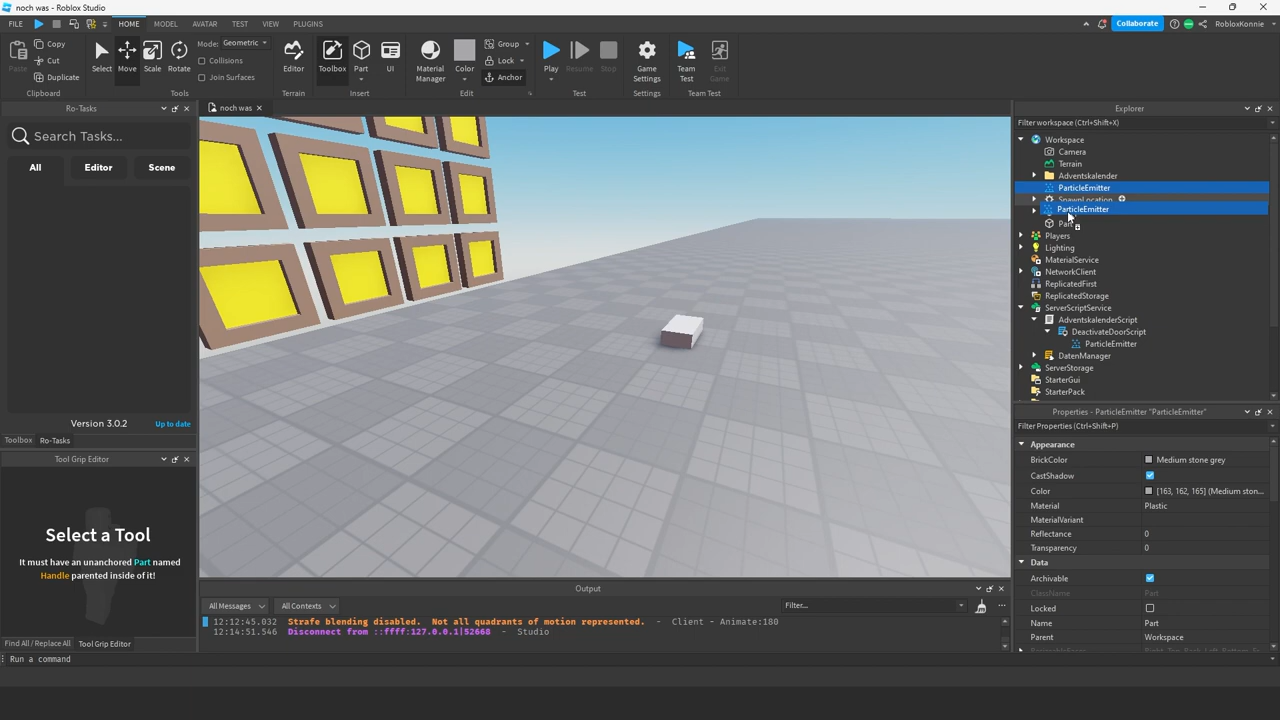 noch was - Roblox Studio
FILE HOME MODEL AVATAR TEST VIEW PLUGINS Collaborate RobloxKonnie
Paste Copy Cut Duplicate Clipboard
Select Move Scale Rotate Mode: Geometric Collisions Join Surfaces Tools
Editor Terrain
Toolbox Part UI Insert
Material Manager Color Group Lock Anchor Edit
Play Resume Stop Test
Game Settings Settings
Team Test Exit Game Team Test
Ro-Tasks
Search Tasks...
All Editor Scene
Version 3.0.2 Up to date
Toolbox Ro-Tasks
Tool Grip Editor
Select a Tool
It must have an unanchored Part named
Handle parented inside of it!
Find All / Replace All Tool Grip Editor
noch was
Output
All Messages All Contexts Filter...
12:12:45.032 Strafe blending disabled. Not all quadrants of motion represented. - Client - Animate:180
12:14:51.546 Disconnect from ::ffff:127.0.0.1|52668 - Studio
Run a command
Explorer
Filter workspace (Ctrl+Shift+X)
Workspace
Camera
Terrain
Adventskalender
ParticleEmitter
SpawnLocation
ParticleEmitter
Part
Players
Lighting
MaterialService
NetworkClient
ReplicatedFirst
ReplicatedStorage
ServerScriptService
AdventskalenderScript
DeactivateDoorScript
ParticleEmitter
DatenManager
ServerStorage
StarterGui
StarterPack
Properties - ParticleEmitter "ParticleEmitter"
Filter Properties (Ctrl+Shift+P)
Appearance
BrickColor Medium stone grey
CastShadow
Color [163, 162, 165] (Medium ston...
Material Plastic
MaterialVariant
Reflectance 0
Transparency 0
Data
Archivable
ClassName Part
Locked
Name Part
Parent Workspace